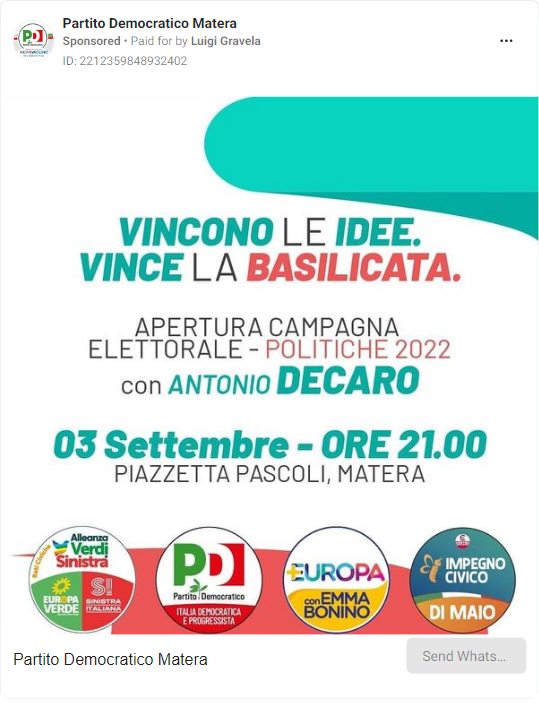 Partito Democratico Matera
Sponsored • Paid for by Luigi Gravela
ID: 2212359848932402
VINCONO LE IDEE.
VINCE LA BASILICATA.
APERTURA CAMPAGNA
ELETTORALE - POLITICHE 2022
con ANTONIO DECARO
03 Settembre - ORE 21.00
PIAZZETTA PASCOLI, MATERA
Reti Civiche
Alleanza
Verdi
Sinistra
EUROPA
VERDE
SI
SINISTRA
ITALIANA
PD
Partito Democratico
ITALIA DEMOCRATICA
E PROGRESSISTA
+EUROPA
con EMMA
BONINO
IMPEGNO
CIVICO
DI MAIO
Partito Democratico Matera
Send Whats...